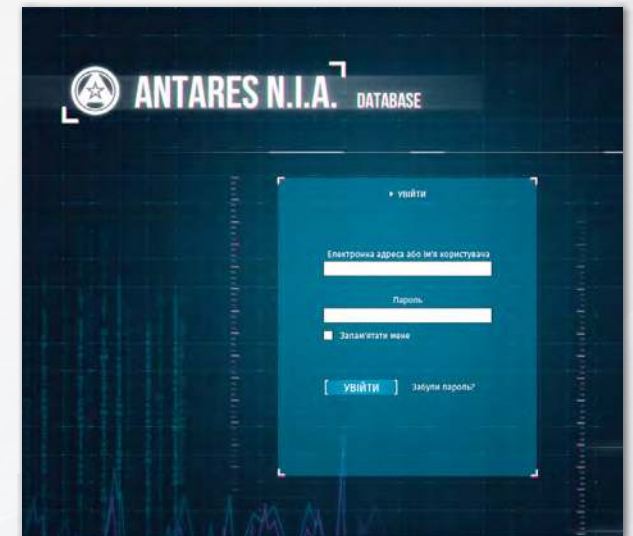 ANTARES N.I.A. DATABASE
УВІЙТИ
Електронна адреса або ім'я користувача
Пароль
Запам'ятати мене
УВІЙТИ Забули пароль?